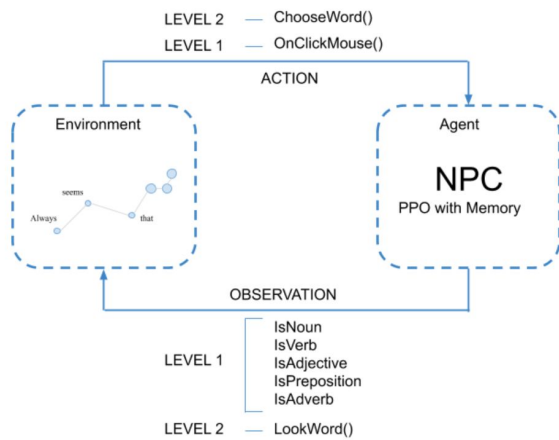 LEVEL 2 — ChooseWord()
LEVEL 1 — OnClickMouse()
ACTION
Environment
Agent
seems
Always
that
NPC
PPO with Memory
OBSERVATION
IsNoun
IsVerb
LEVEL 1
IsAdjective
IsPreposition
IsAdverb
LEVEL 2 — LookWord()